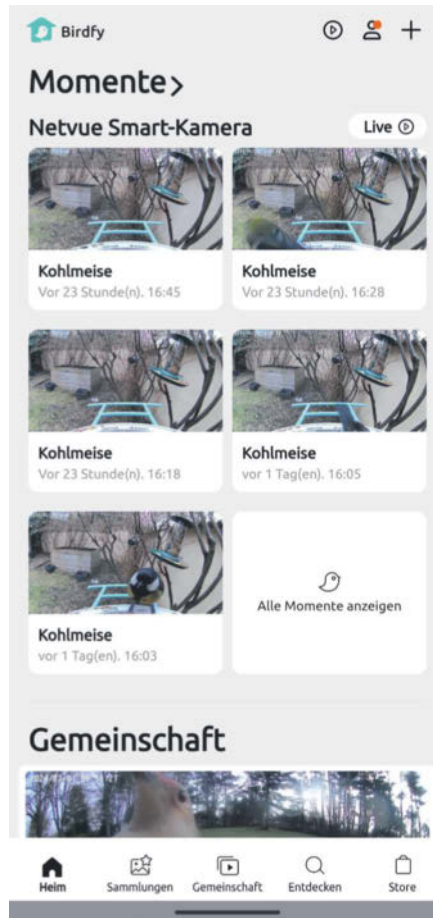 Birdfy
Momente
Netvue Smart-Kamera
Live
Kohlmeise
Vor 23 Stunde(n). 16:45
Kohlmeise
Vor 23 Stunde(n). 16:28
Kohlmeise
Vor 23 Stunde(n). 16:18
Kohlmeise
vor 1 Tag(en). 16:05
Kohlmeise
vor 1 Tag(en). 16:03
Alle Momente anzeigen
Gemeinschaft
Heim
Sammlungen
Gemeinschaft
Entdecken
Store